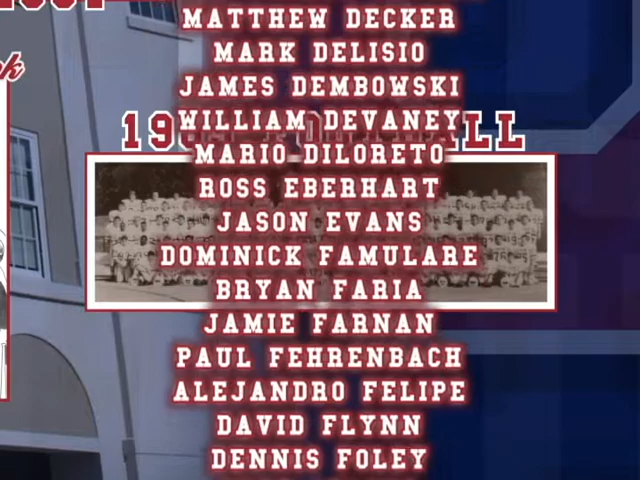 MATTHEW DECKER
MARK DELISIO
JAMES DEMBOWSKI
WILLIAM DEVANEY
MARIO DILORETO
ROSS EBERHART
JASON EVANS
DOMINICK FAMULARE
BRYAN FARIA
JAMIE FARNAN
PAUL FEHRENBACH
ALEJANDRO FELIPE
DAVID FLYNN
DENNIS FOLEY